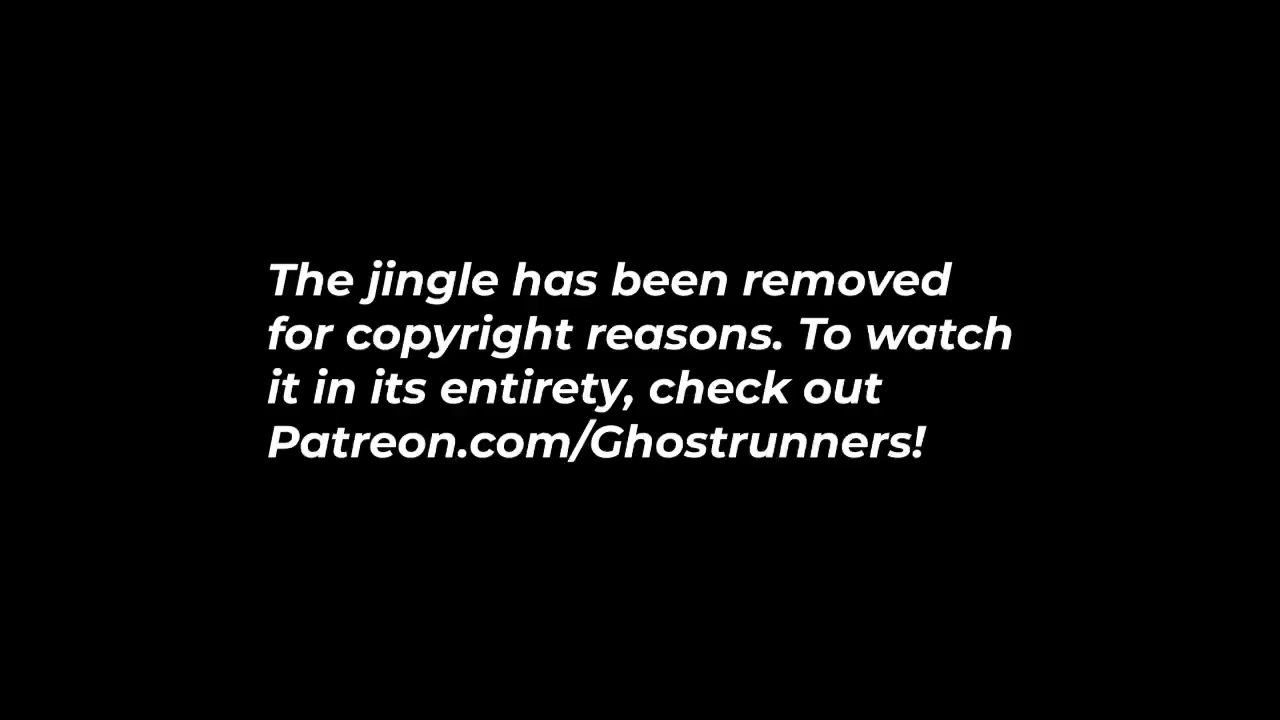 The jingle has been removed
for copyright reasons. To watch
it in its entirety, check out
Patreon.com/Ghostrunners!